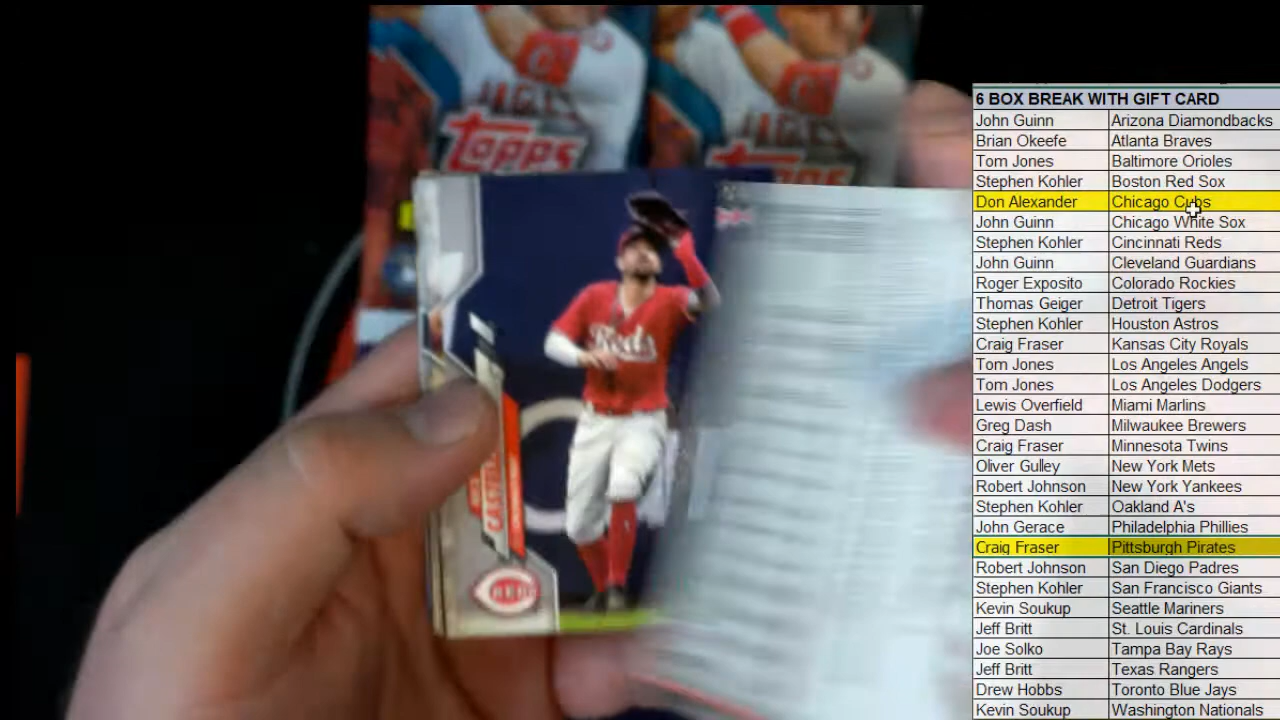 TOPPS
Reds
6 BOX BREAK WITH GIFT CARD
John Guinn Arizona Diamondbacks
Brian Okeefe Atlanta Braves
Tom Jones Baltimore Orioles
Stephen Kohler Boston Red Sox
Don Alexander Chicago Cubs
John Guinn Chicago White Sox
Stephen Kohler Cincinnati Reds
John Guinn Cleveland Guardians
Roger Exposito Colorado Rockies
Thomas Geiger Detroit Tigers
Stephen Kohler Houston Astros
Craig Fraser Kansas City Royals
Tom Jones Los Angeles Angels
Tom Jones Los Angeles Dodgers
Lewis Overfield Miami Marlins
Greg Dash Milwaukee Brewers
Craig Fraser Minnesota Twins
Oliver Gulley New York Mets
Robert Johnson New York Yankees
Stephen Kohler Oakland A's
John Gerace Philadelphia Phillies
Craig Fraser Pittsburgh Pirates
Robert Johnson San Diego Padres
Stephen Kohler San Francisco Giants
Kevin Soukup Seattle Mariners
Jeff Britt St. Louis Cardinals
Joe Solko Tampa Bay Rays
Jeff Britt Texas Rangers
Drew Hobbs Toronto Blue Jays
Kevin Soukup Washington Nationals